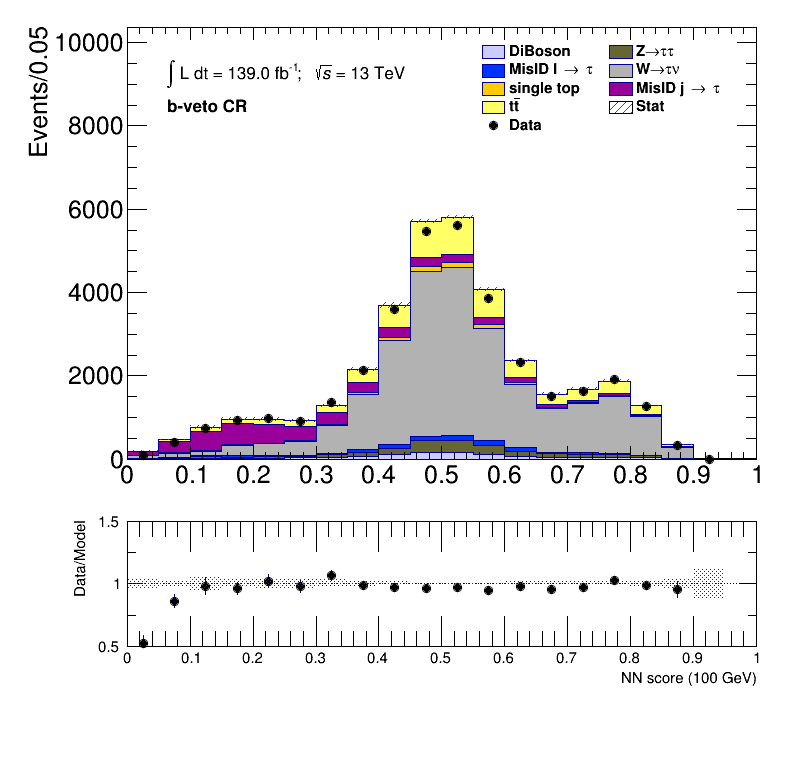 Events/0.05
10000
8000
6000
4000
2000
0
∫ L dt = 139.0 fb⁻¹; √s = 13 TeV
b-veto CR
DiBoson
MisID l → τ
single top
tt̄
Data
Z→ττ
W→τν
MisID j → τ
Stat
0 0.1 0.2 0.3 0.4 0.5 0.6 0.7 0.8 0.9 1
Data/Model
1.5
1
0.5
0 0.1 0.2 0.3 0.4 0.5 0.6 0.7 0.8 0.9 1
NN score (100 GeV)